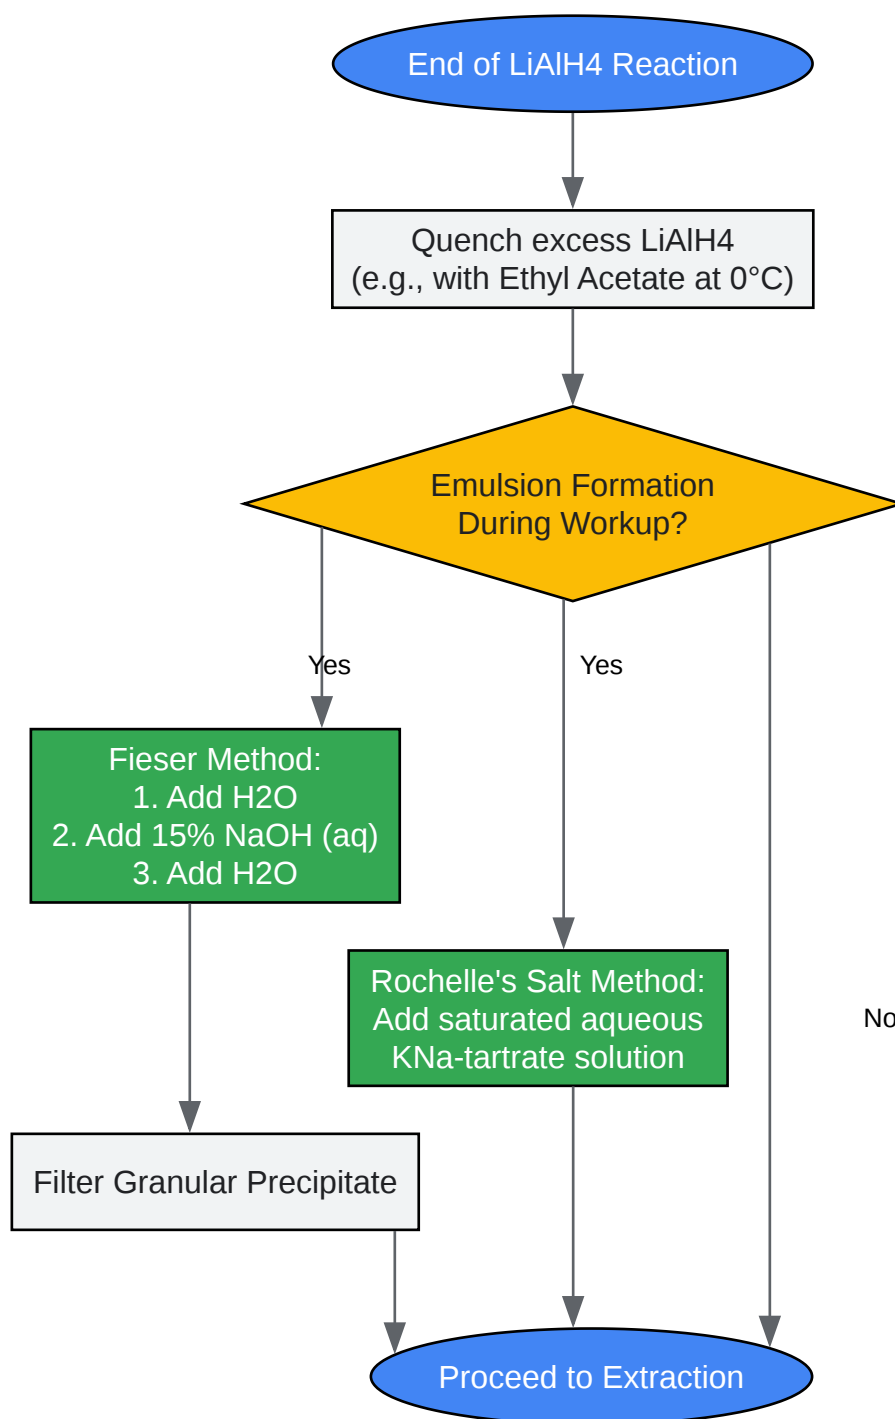 End of LiAlH4 Reaction
Quench excess LiAlH4
(e.g., with Ethyl Acetate at 0°C)
Emulsion Formation
During Workup?
Yes
Yes
Fieser Method:
1. Add H2O
2. Add 15% NaOH (aq)
3. Add H2O
Rochelle's Salt Method:
Add saturated aqueous
KNa-tartrate solution
No
Filter Granular Precipitate
Proceed to Extraction